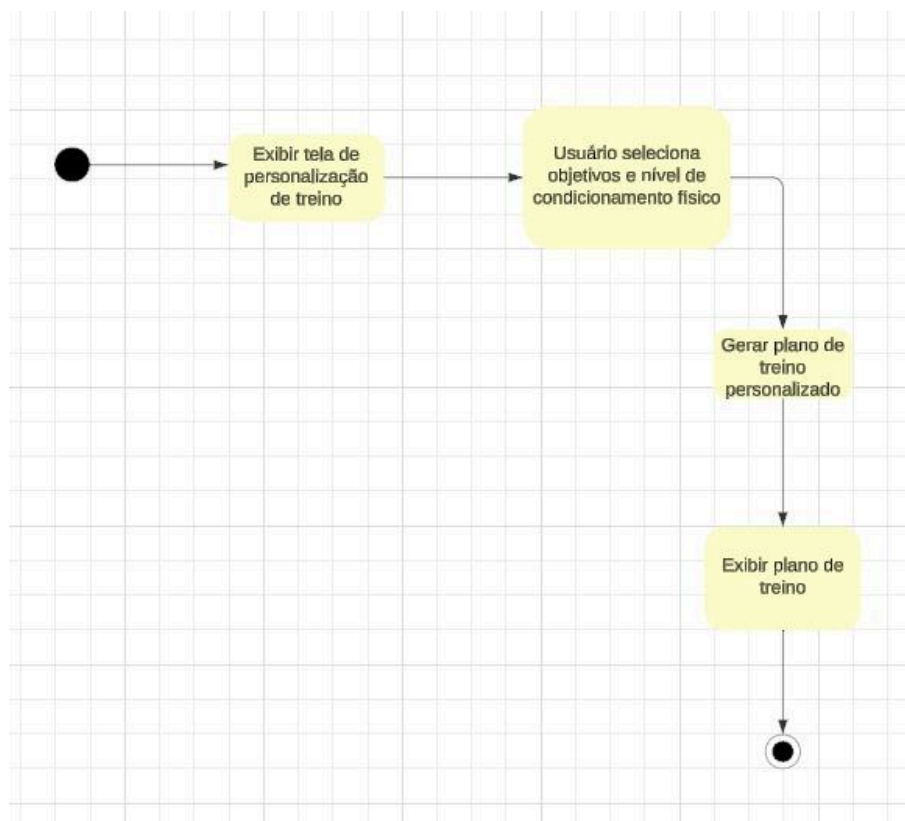 Exibir tela de
personalização
de treino
Usuário seleciona
objetivos e nível de
condicionamento físico
Gerar plano de
treino
personalizado
Exibir plano de
treino